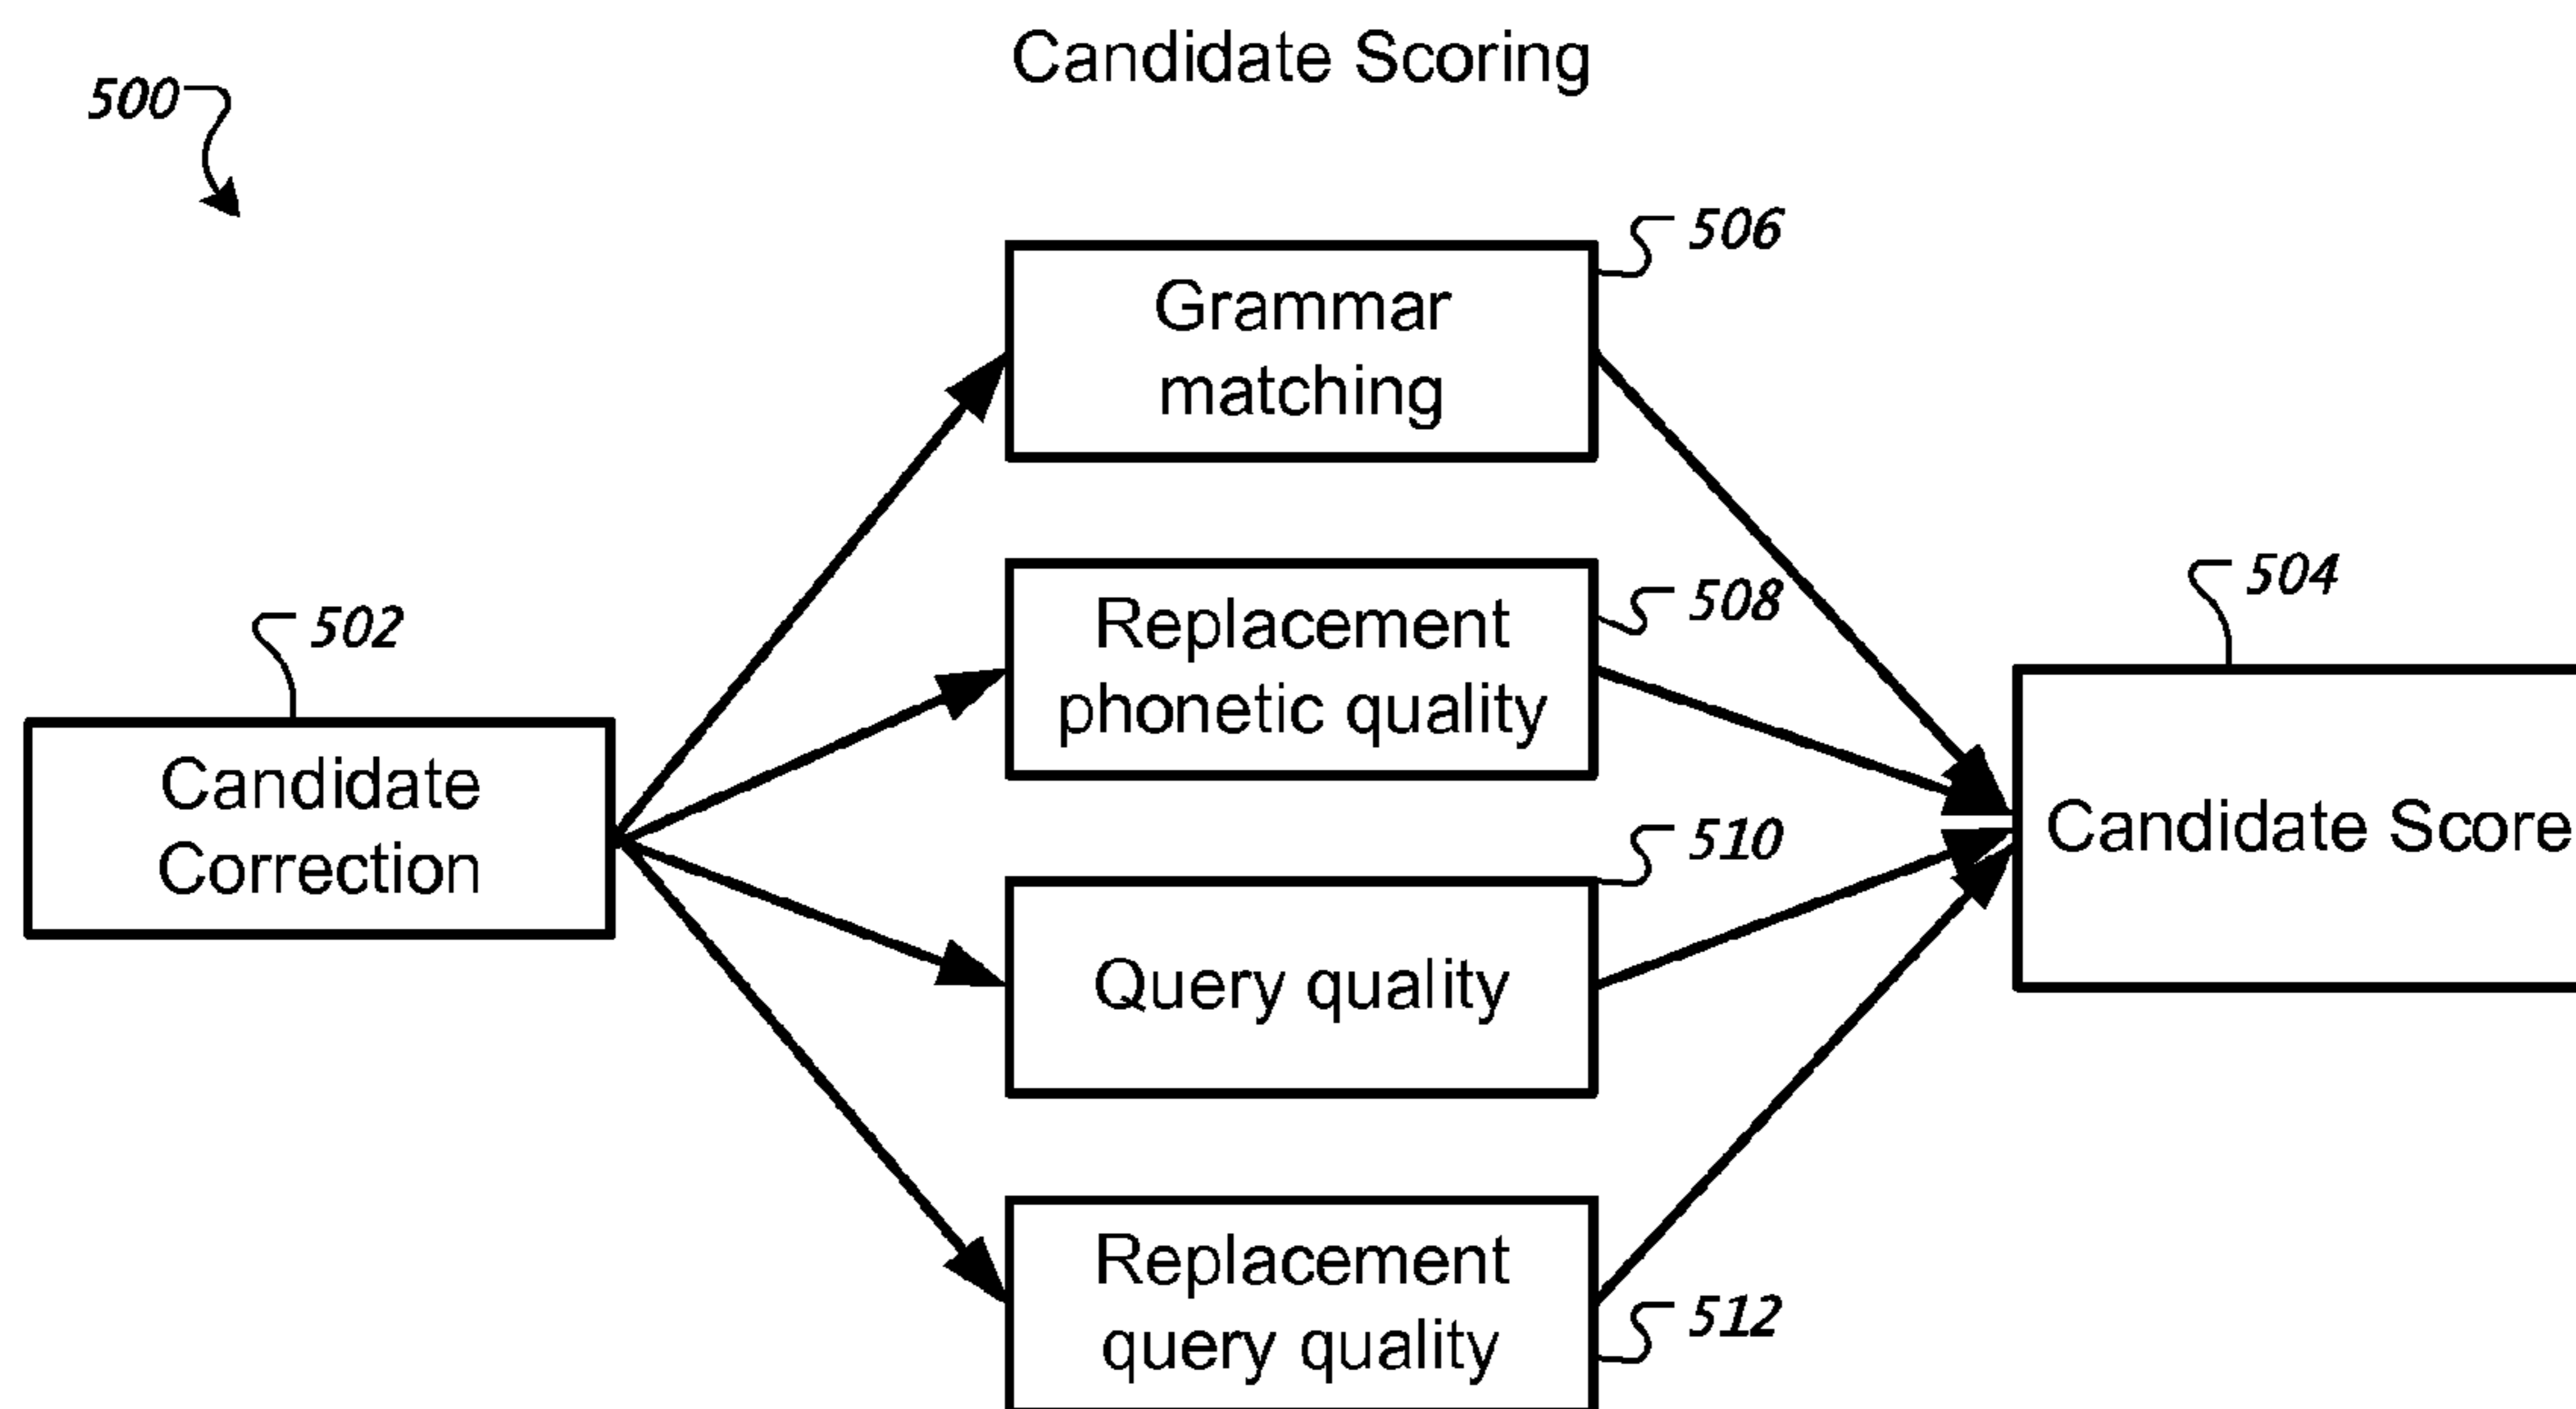 Candidate Scoring
500
506
Grammar
matching
508
Replacement
phonetic quality
504
502
Candidate
Correction
Candidate Score
510
Query quality
Replacement
query quality
512